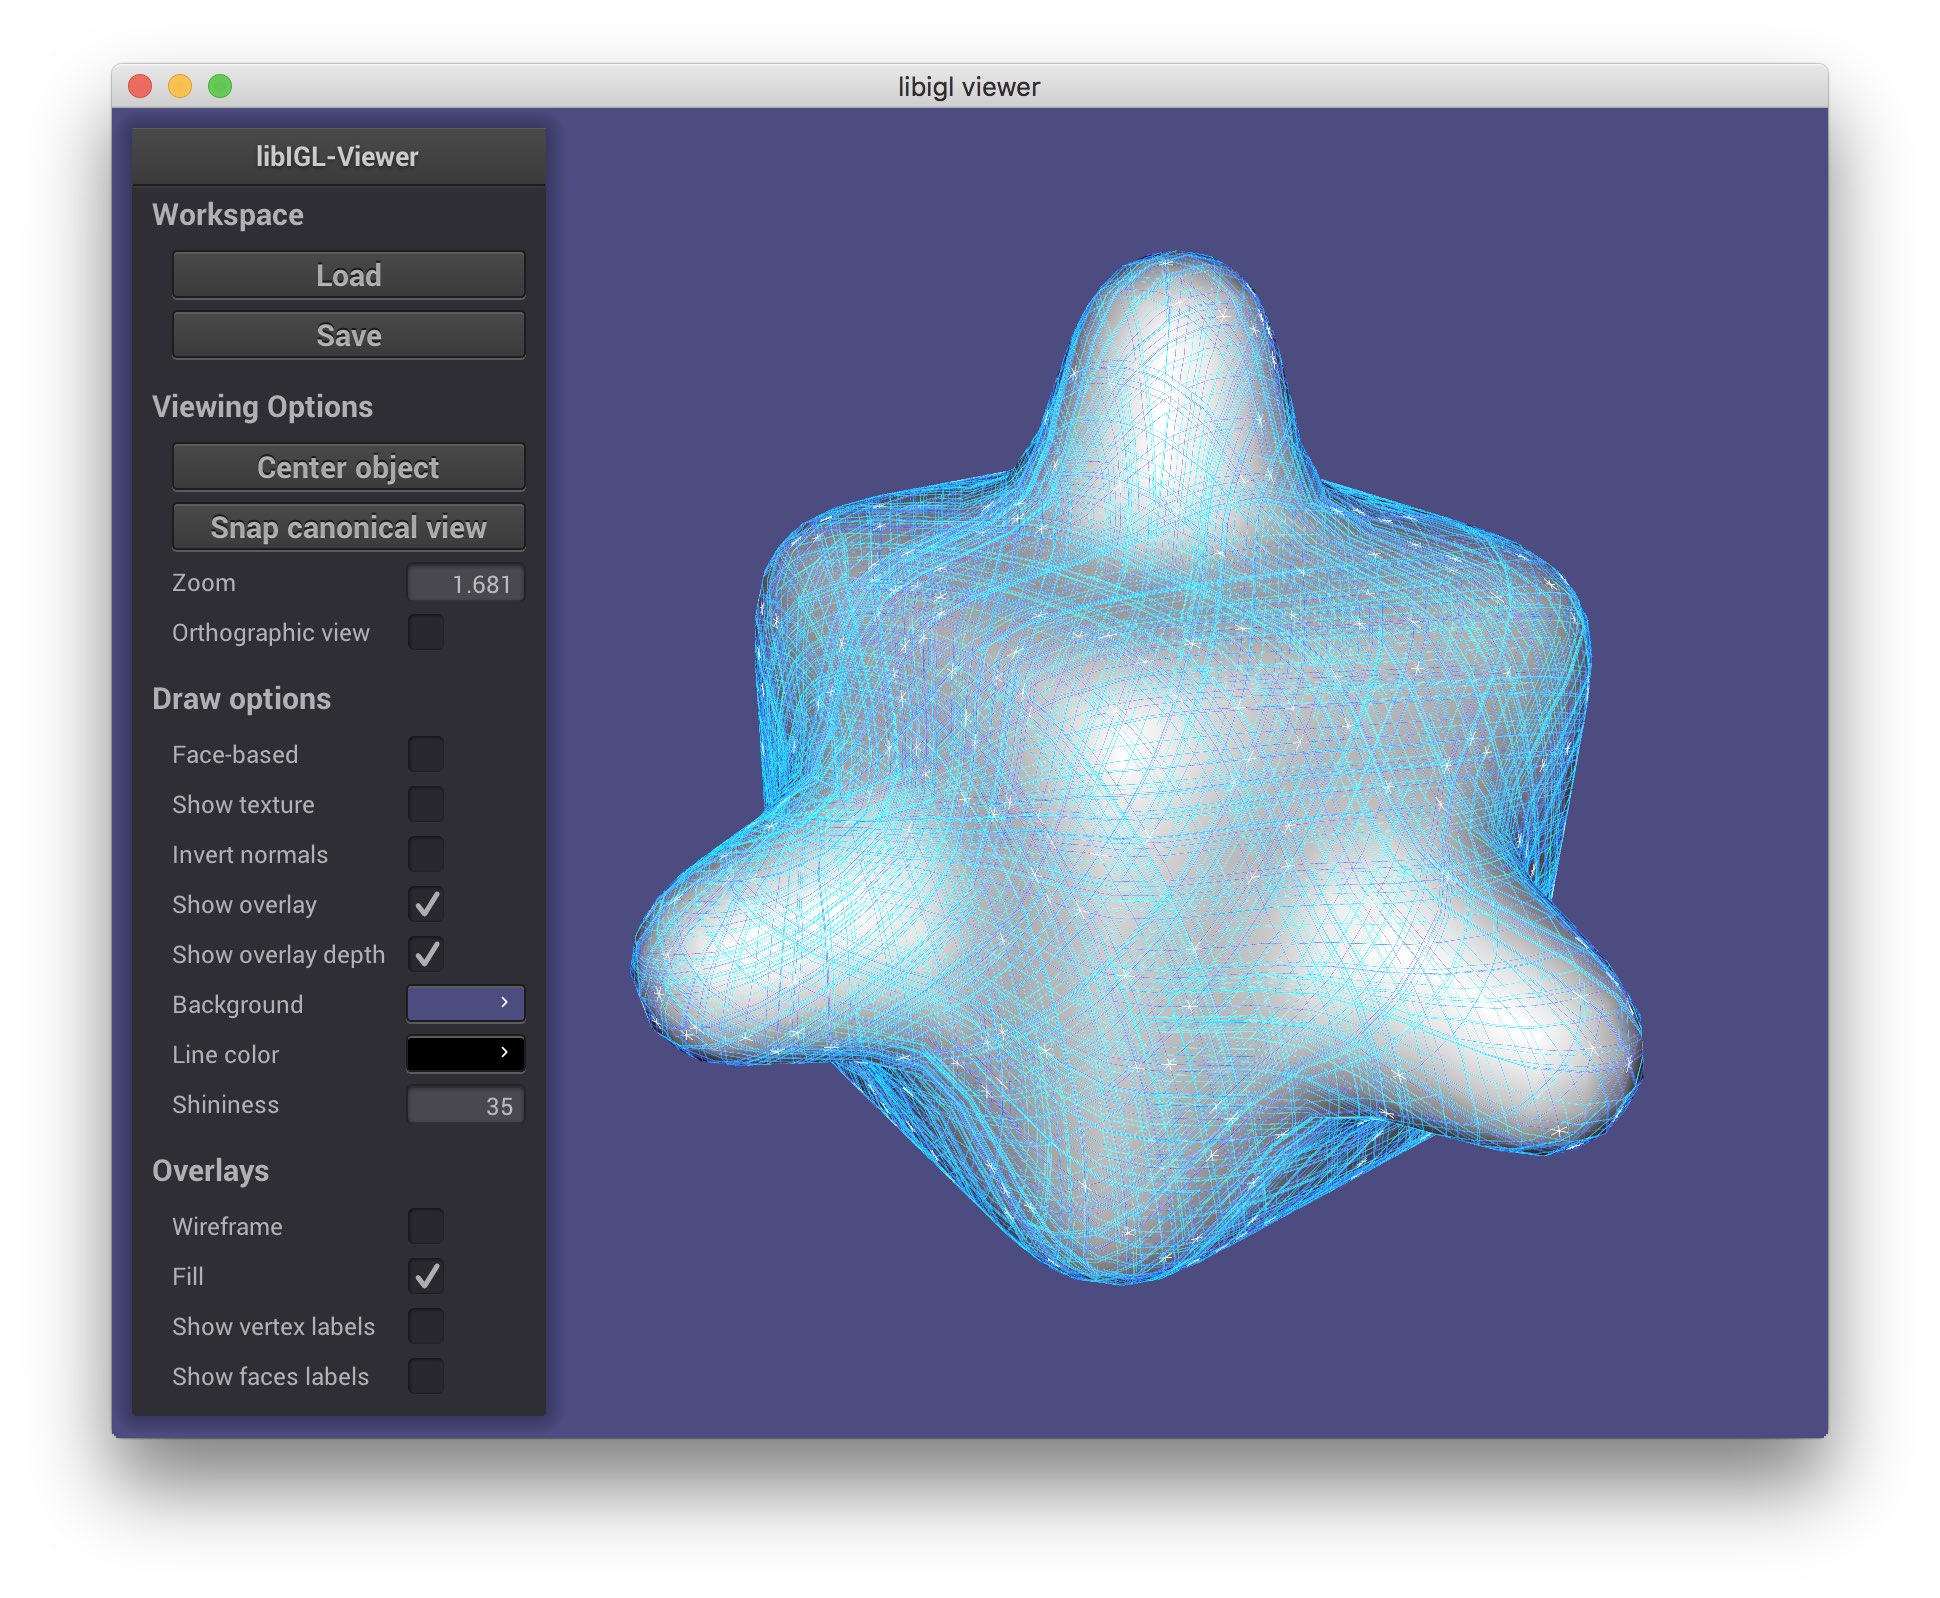 libigl viewer
libIGL-Viewer
Workspace
Load
Save
Viewing Options
Center object
Snap canonical view
Zoom 1.681
Orthographic view
Draw options
Face-based
Show texture
Invert normals
Show overlay
Show overlay depth
Background
Line color
Shininess 35
Overlays
Wireframe
Fill
Show vertex labels
Show faces labels